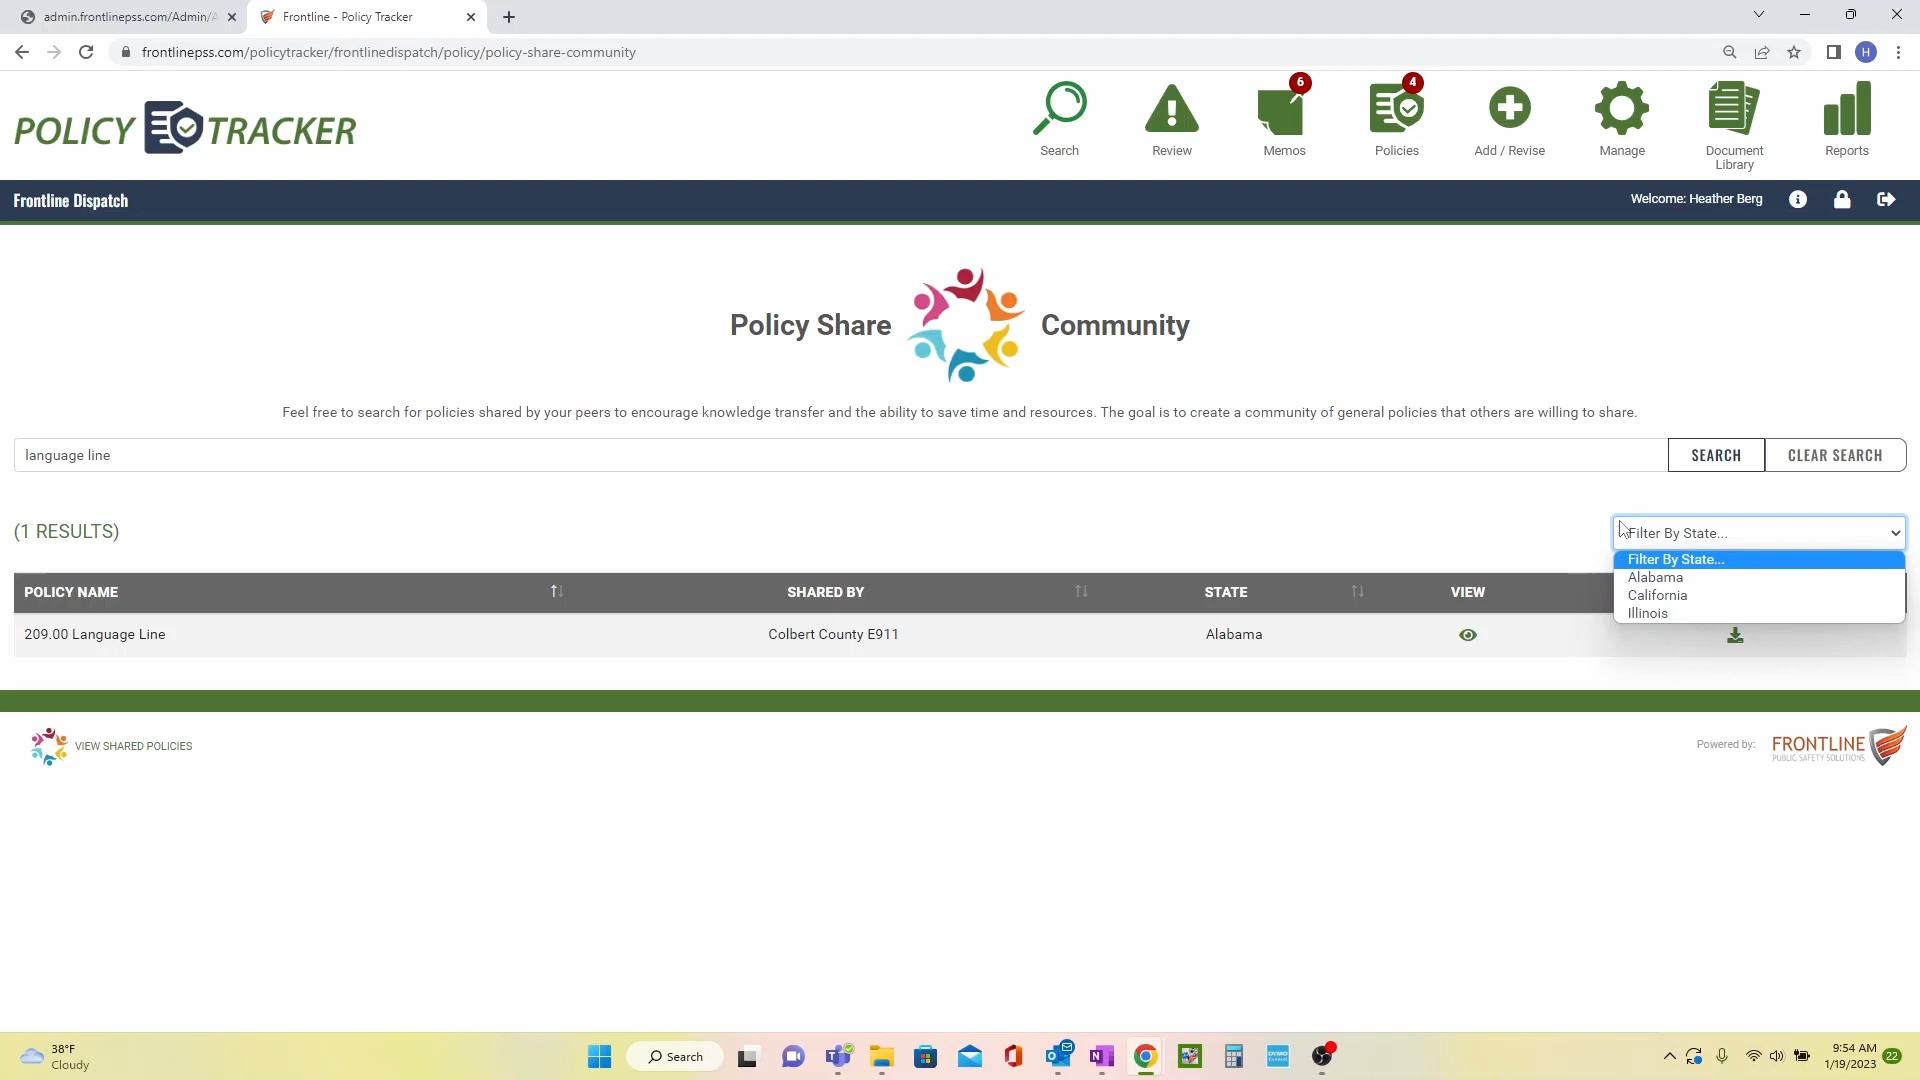 admin.frontlinepss.com/Admin/A
Frontline - Policy Tracker
frontlinepss.com/policytracker/frontlinedispatch/policy/policy-share-community
H
POLICY TRACKER
6
4
Search
Review
Memos
Policies
Add / Revise
Manage
Document
Library
Reports
Frontline Dispatch
Welcome: Heather Berg
Policy Share Community
Feel free to search for policies shared by your peers to encourage knowledge transfer and the ability to save time and resources. The goal is to create a community of general policies that others are willing to share.
language line
SEARCH
CLEAR SEARCH
(1 RESULTS)
Filter By State...
Filter By State...
Alabama
California
Illinois
POLICY NAME
SHARED BY
STATE
VIEW
209.00 Language Line
Colbert County E911
Alabama
VIEW SHARED POLICIES
Powered by:
FRONTLINE
PUBLIC SAFETY SOLUTIONS
38°F
Cloudy
Search
9:54 AM
1/19/2023
22